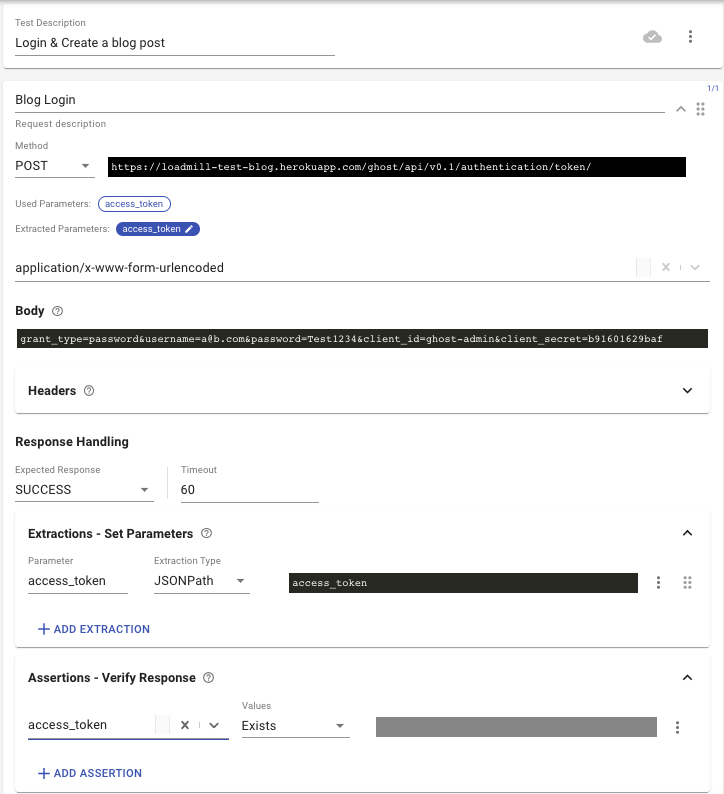 Test Description
Login & Create a blog post
1/1
Blog Login
Request description
Method
POST
https://loadmill-test-blog.herokuapp.com/ghost/api/v0.1/authentication/token/
Used Parameters: access_token
Extracted Parameters: access_token
application/x-www-form-urlencoded
Body
grant_type=password&username=a@b.com&password=Test1234&client_id=ghost-admin&client_secret=b91601629baf
Headers
Response Handling
Expected Response Timeout
SUCCESS 60
Extractions - Set Parameters
Parameter Extraction Type
access_token JSONPath access_token
ADD EXTRACTION
Assertions - Verify Response
Values
access_token Exists
ADD ASSERTION